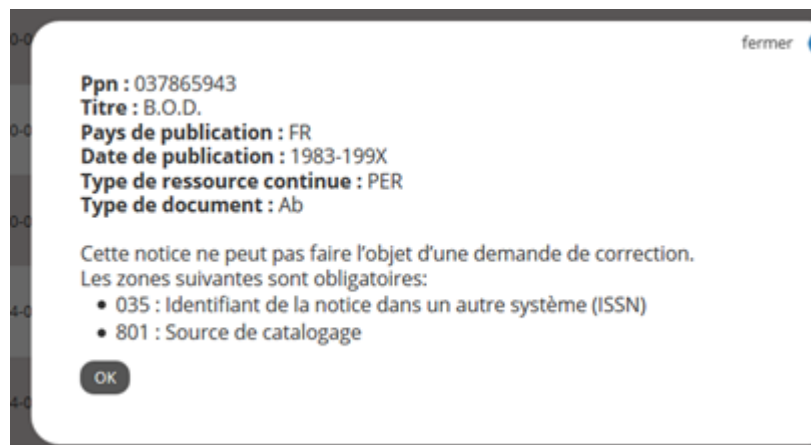 fermer
Ppn : 037865943
Titre : B.O.D.
Pays de publication : FR
Date de publication : 1983-199X
Type de ressource continue : PER
Type de document : Ab
Cette notice ne peut pas faire l'objet d'une demande de correction.
Les zones suivantes sont obligatoires:
• 035 : Identifiant de la notice dans un autre système (ISSN)
• 801 : Source de catalogage
OK